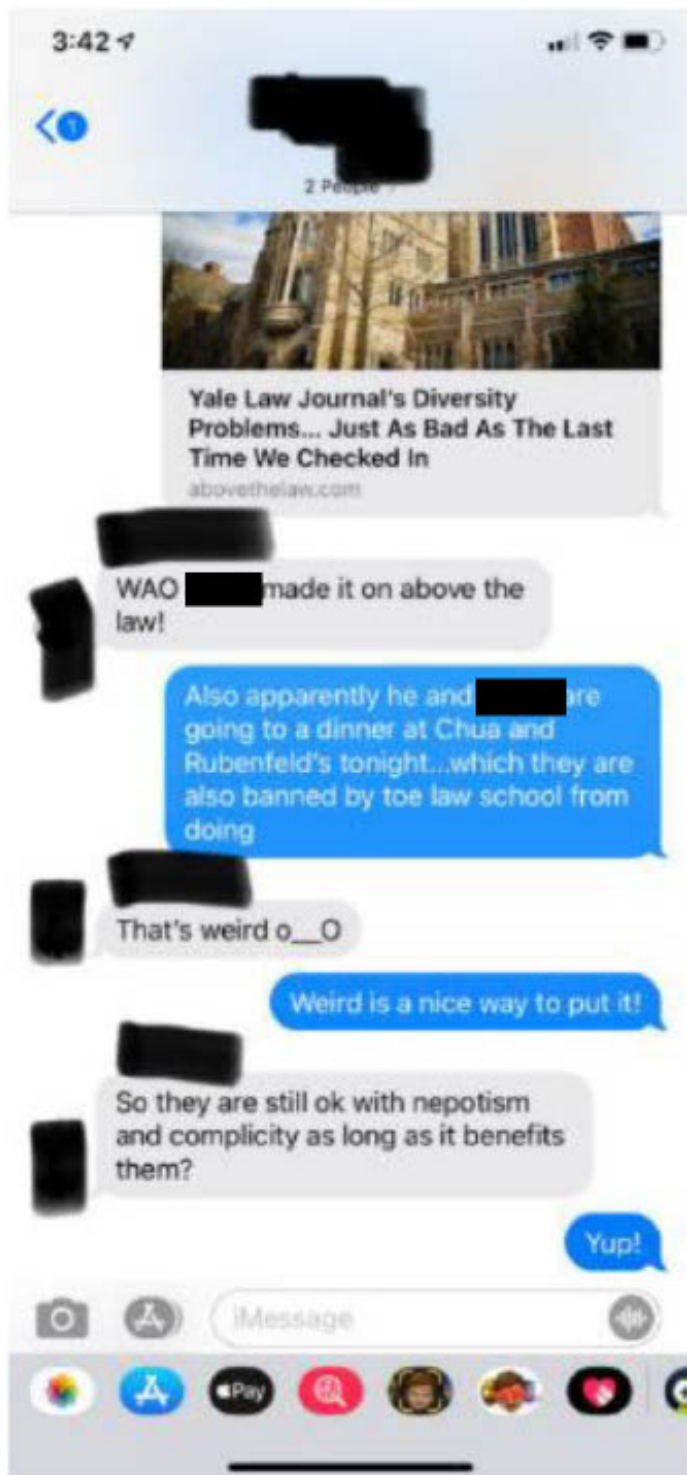 3:42
1
2 People
Yale Law Journal's Diversity
Problems... Just As Bad As The Last
Time We Checked In
abovethelaw.com
WAO made it on above the
law!
Also apparently he and are
going to a dinner at Chua and
Rubenfeld's tonight...which they are
also banned by toe law school from
doing
That's weird o__O
Weird is a nice way to put it!
So they are still ok with nepotism
and complicity as long as it benefits
them?
Yup!
iMessage
Pay